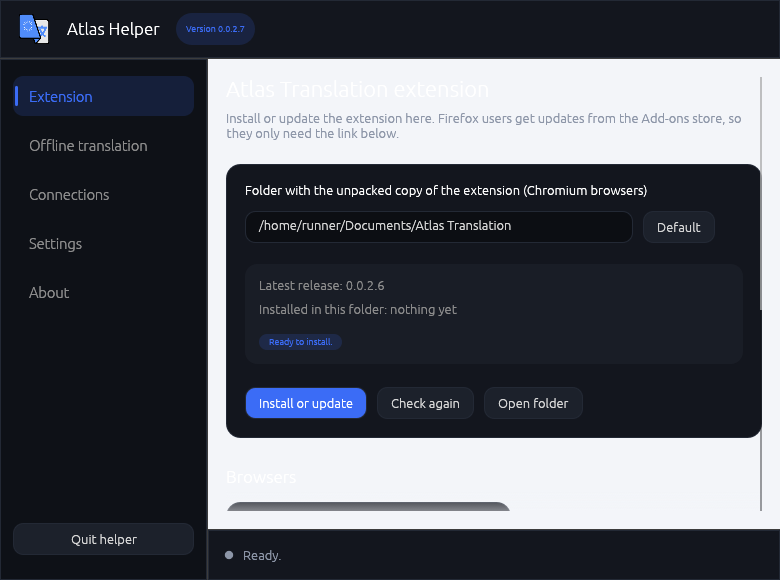 Atlas Helper
Version 0.0.2.7
Extension
Offline translation
Connections
Settings
About
Quit helper
Atlas Translation extension
Install or update the extension here. Firefox users get updates from the Add-ons store, so
they only need the link below.
Folder with the unpacked copy of the extension (Chromium browsers)
/home/runner/Documents/Atlas Translation
Default
Latest release: 0.0.2.6
Installed in this folder: nothing yet
Ready to install.
Install or update
Check again
Open folder
Browsers
Ready.